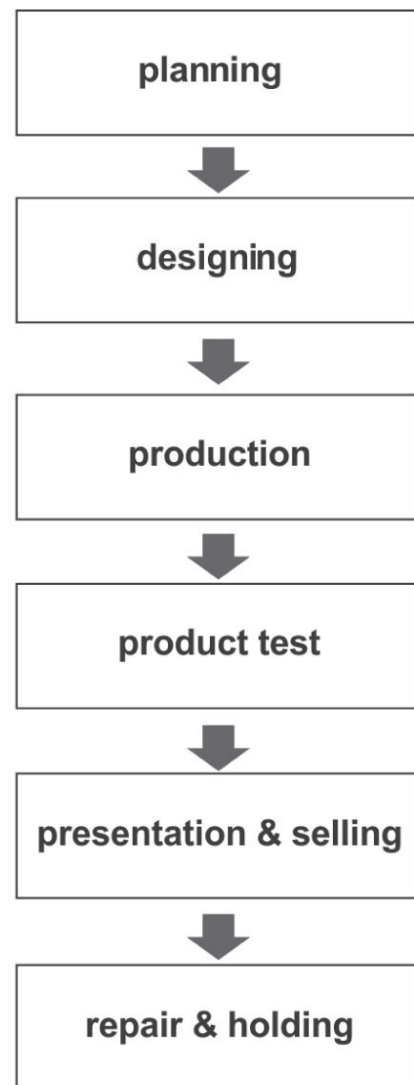 planning
designing
production
product test
presentation & selling
repair & holding